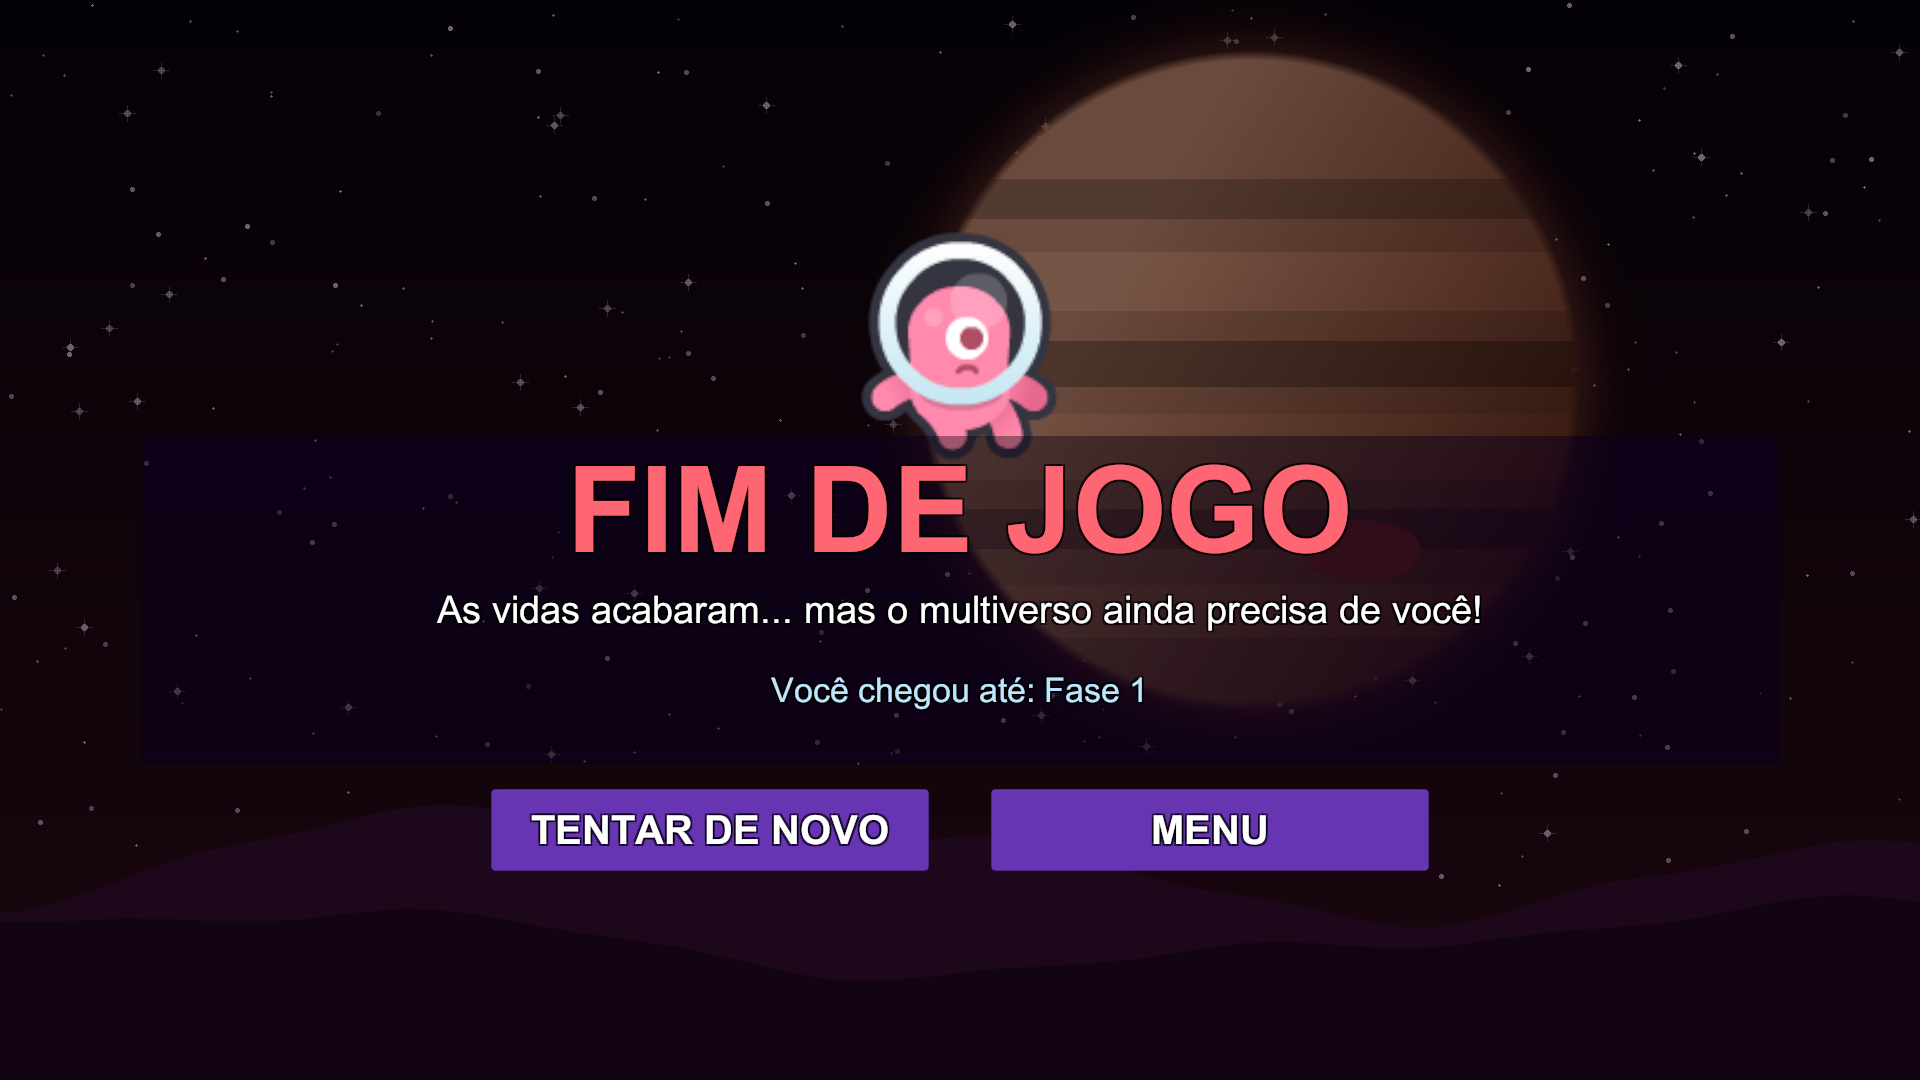 FIM DE JOGO
As vidas acabaram... mas o multiverso ainda precisa de você!
Você chegou até: Fase 1
TENTAR DE NOVO
MENU